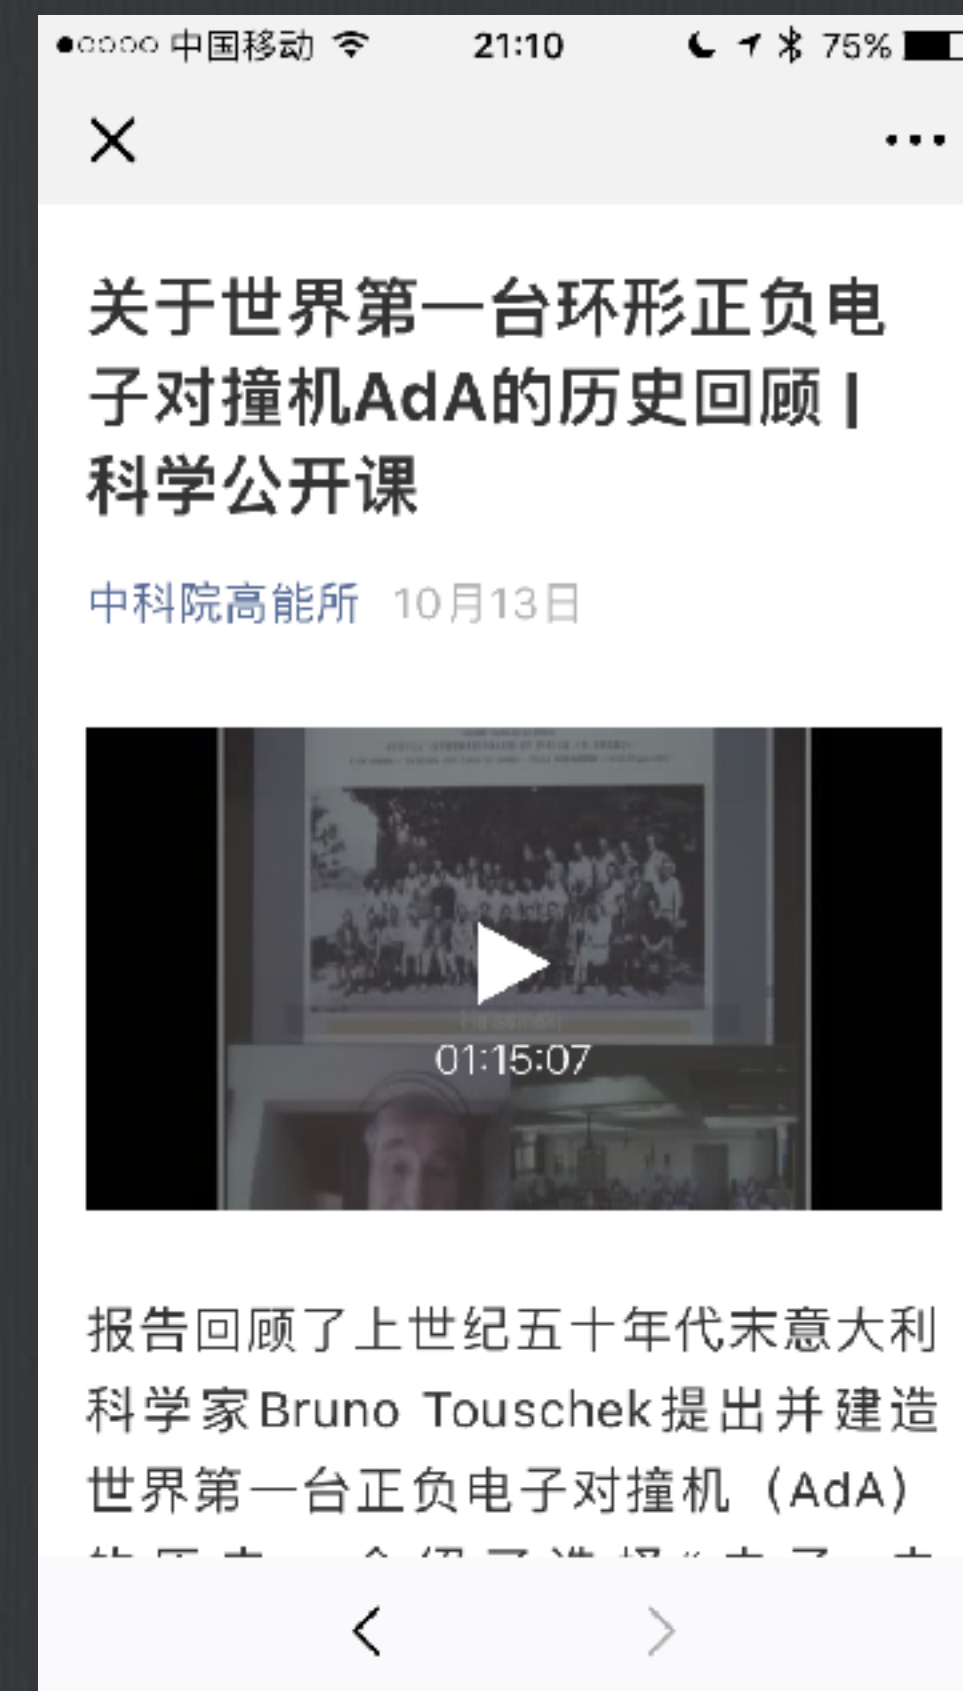 中国移动 21:10 75%
关于世界第一台环形正负电
子对撞机AdA的历史回顾 |
科学公开课
中科院高能所 10月13日
01:15:07
报告回顾了上世纪五十年代末意大利
科学家Bruno Touschek提出并建造
世界第一台正负电子对撞机（AdA）